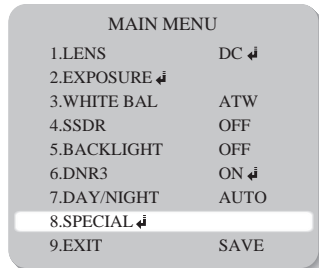 MAIN MENU
1.LENS DC ↲
2.EXPOSURE ↲
3.WHITE BAL ATW
4.SSDR OFF
5.BACKLIGHT OFF
6.DNR3 ON ↲
7.DAY/NIGHT AUTO
8.SPECIAL ↲
9.EXIT SAVE